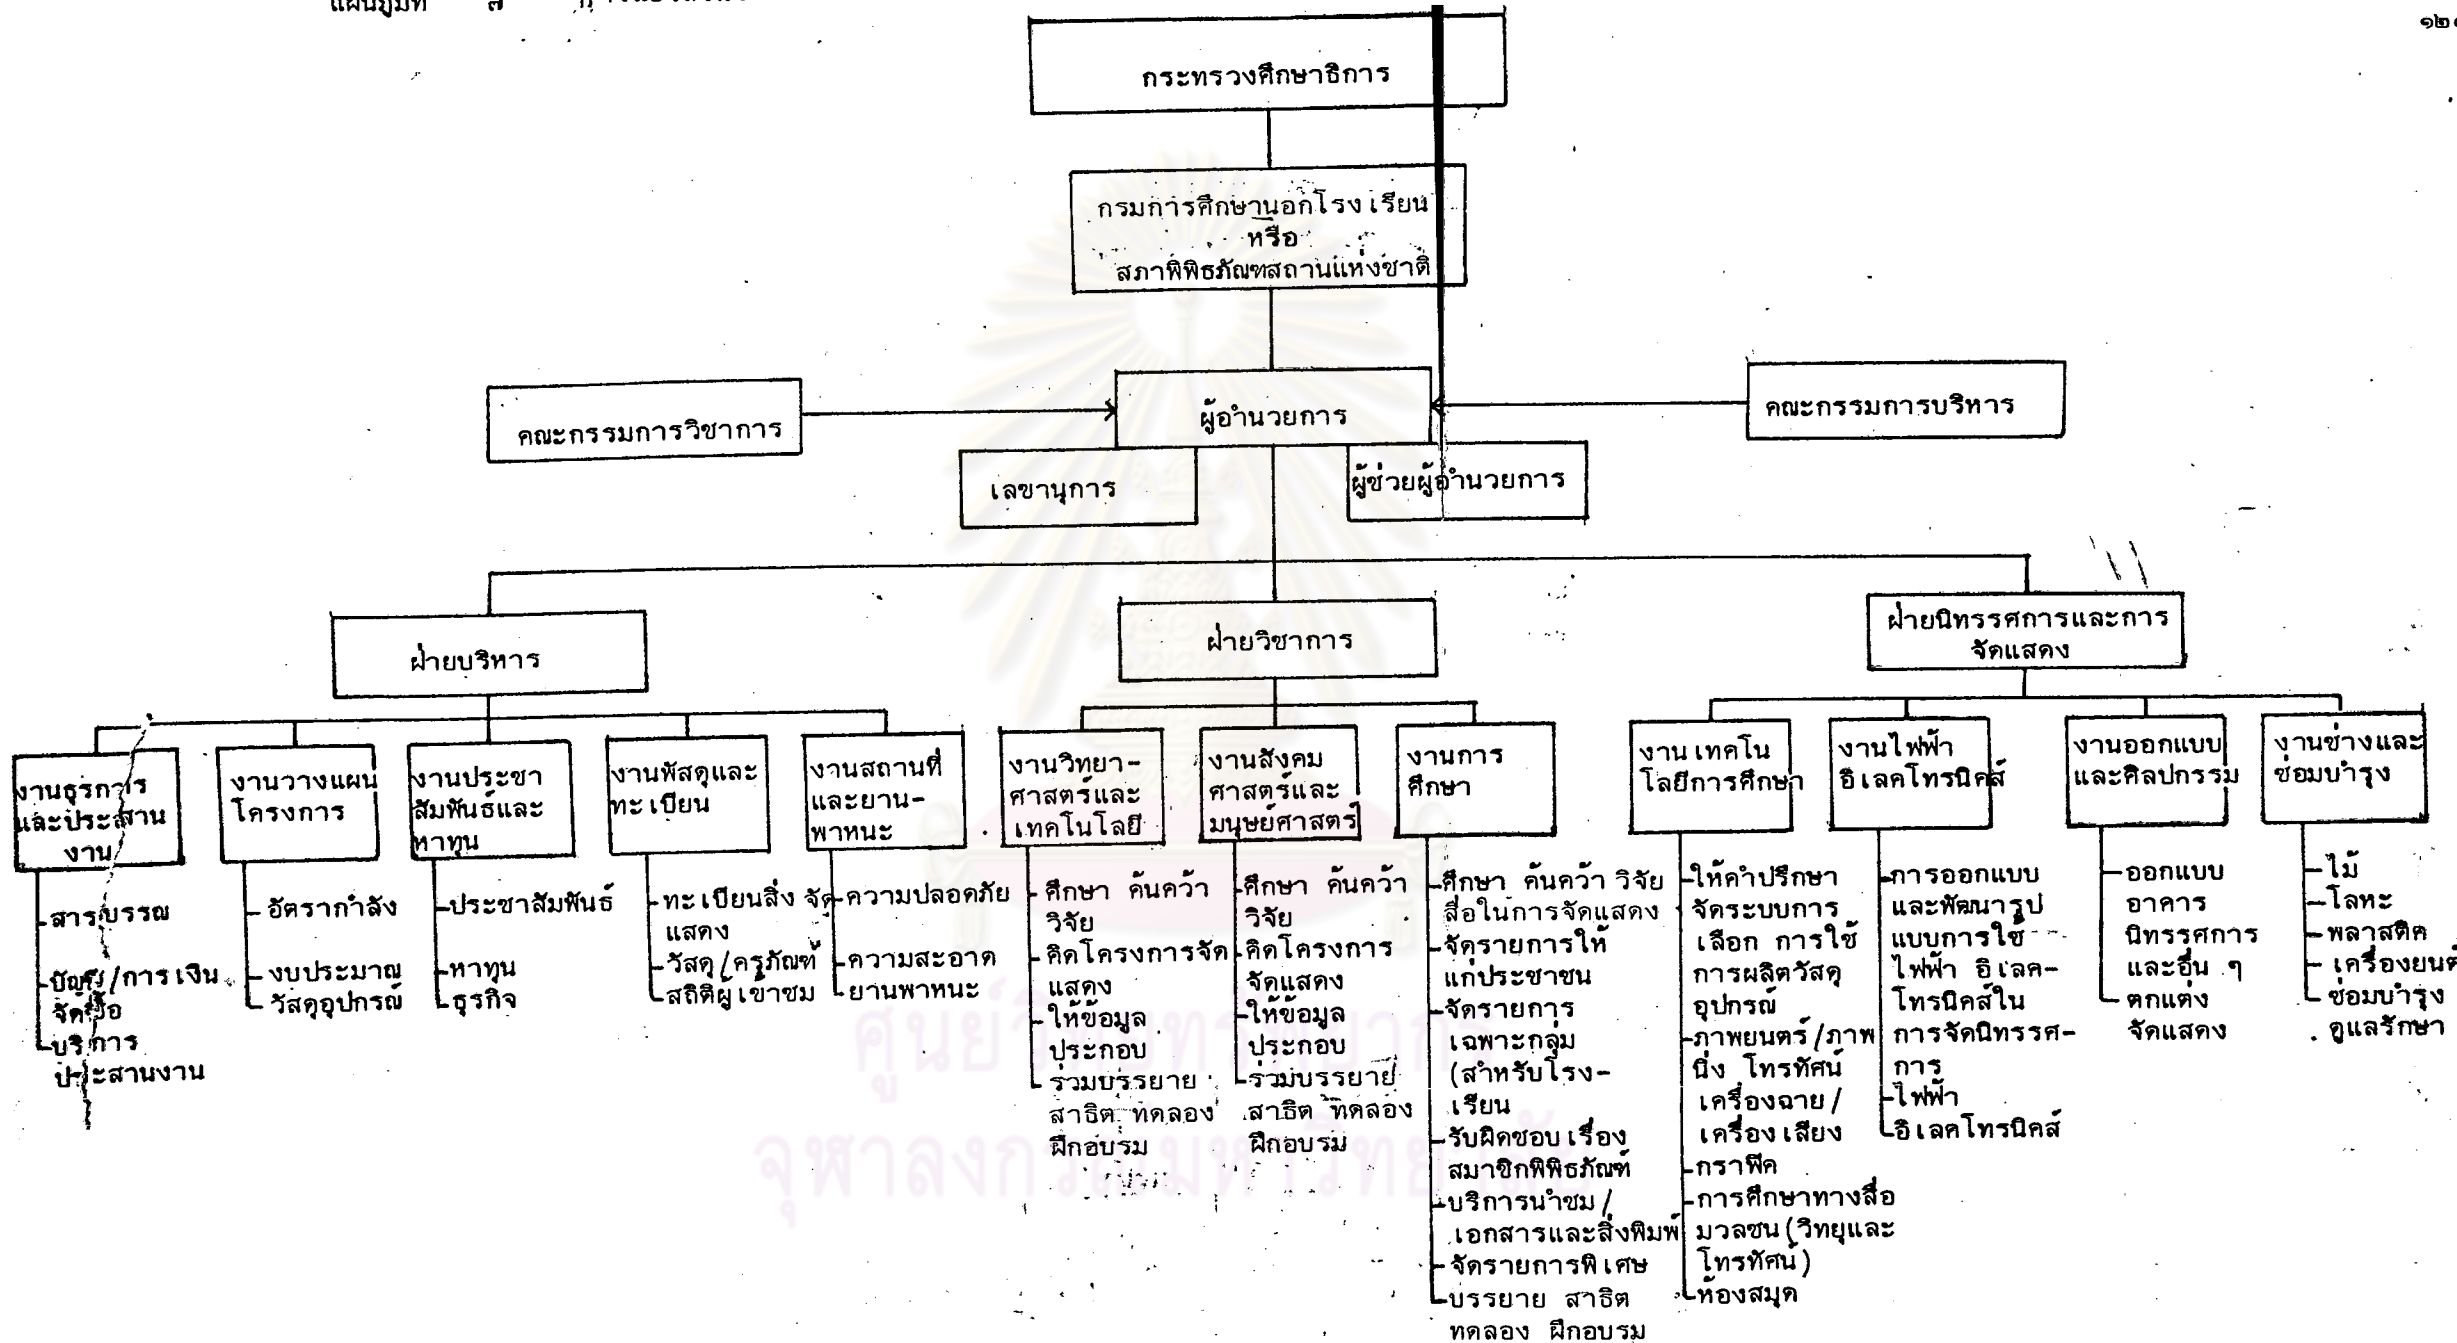 แผนภูมิที่ ๗
กระทรวงศึกษาธิการ
กรมการศึกษานอกโรงเรียน
หรือ
สภาพิพิธภัณฑสถานแห่งชาติ
คณะกรรมการวิชาการ
ผู้อำนวยการ
คณะกรรมการบริหาร
เลขานุการ
ผู้ช่วยผู้อำนวยการ
ฝ่ายบริหาร
ฝ่ายวิชาการ
ฝ่ายนิทรรศการและการ
จัดแสดง
งานธุรการ
และประสาน
งาน
-สารบรรณ
-บัญชี/การเงิน
จัดซื้อ
-บริการ
ประสานงาน
งานวางแผน
โครงการ
-อัตรากำลัง
-งบประมาณ
-วัสดุอุปกรณ์
งานประชา
สัมพันธ์และ
หาทุน
-ประชาสัมพันธ์
-หาทุน
-ธุรกิจ
งานพัสดุและ
ทะเบียน
-ทะเบียนสิ่งจัด
แสดง
-วัสดุ/ครุภัณฑ์
-สถิติผู้เข้าชม
งานสถานที่
และยาน-
พาหนะ
-ความปลอดภัย
-ความสะอาด
-ยานพาหนะ
งานวิทยา-
ศาสตร์และ
เทคโนโลยี
-ศึกษา ค้นคว้า
วิจัย
-คิดโครงการจัด
แสดง
-ให้ข้อมูล
ประกอบ
-ร่วมบรรยาย
สาธิต ทดลอง
ฝึกอบรม
งานสังคม
ศาสตร์และ
มนุษย์ศาสตร์
-ศึกษา ค้นคว้า
วิจัย
-คิดโครงการ
จัดแสดง
-ให้ข้อมูล
ประกอบ
-ร่วมบรรยาย
สาธิต ทดลอง
ฝึกอบรม
งานการ
ศึกษา
-ศึกษา ค้นคว้า วิจัย
สื่อในการจัดแสดง
-จัดรายการให้
แก่ประชาชน
-จัดรายการ
เฉพาะกลุ่ม
(สำหรับโรง-
เรียน
-รับผิดชอบเรื่อง
สมาชิกพิพิธภัณฑ์
-บริการนำชม/
เอกสารและสิ่งพิมพ์
-จัดรายการพิเศษ
-บรรยาย สาธิต
ทดลอง ฝึกอบรม
งานเทคโน
โลยีการศึกษา
-ให้คำปรึกษา
จัดระบบการ
เลือก การใช้
การผลิตวัสดุ
อุปกรณ์
-ภาพยนตร์/ภาพ
นิ่ง โทรทัศน์
เครื่องฉาย/
เครื่องเสียง
-กราฟิค
-การศึกษาทางสื่อ
มวลชน(วิทยุและ
โทรทัศน์)
-ห้องสมุด
งานไฟฟ้า
อิเลคโทรนิคส์
-การออกแบบ
และพัฒนารูป
แบบการใช้
ไฟฟ้า อิเลค-
โทรนิคส์ใน
การจัดนิทรรศ-
การ
-ไฟฟ้า
-อิเลคโทรนิคส์
งานออกแบบ
และศิลปกรรม
-ออกแบบ
อาคาร
นิทรรศการ
และอื่น ๆ
-ตกแต่ง
จัดแสดง
งานช่างและ
ซ่อมบำรุง
-ไม้
-โลหะ
-พลาสติค
-เครื่องยนต์
-ซ่อมบำรุง
ดูแลรักษา
ศูนย์วิทยทรัพยากร
จุฬาลงกรณ์มหาวิทยาลัย